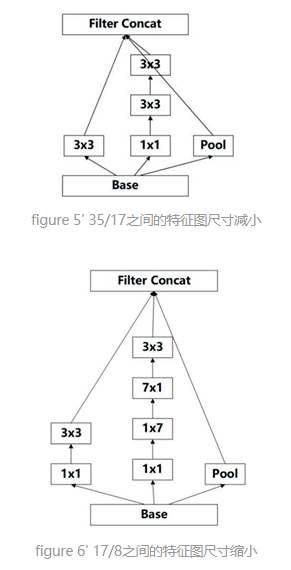 Filter Concat
3x3
3x3
3x3
1x1
Pool
Base
figure 5' 35/17之间的特征图尺寸减小
Filter Concat
3x3
7x1
3x3
1x7
1x1
1x1
Pool
Base
figure 6' 17/8之间的特征图尺寸缩小